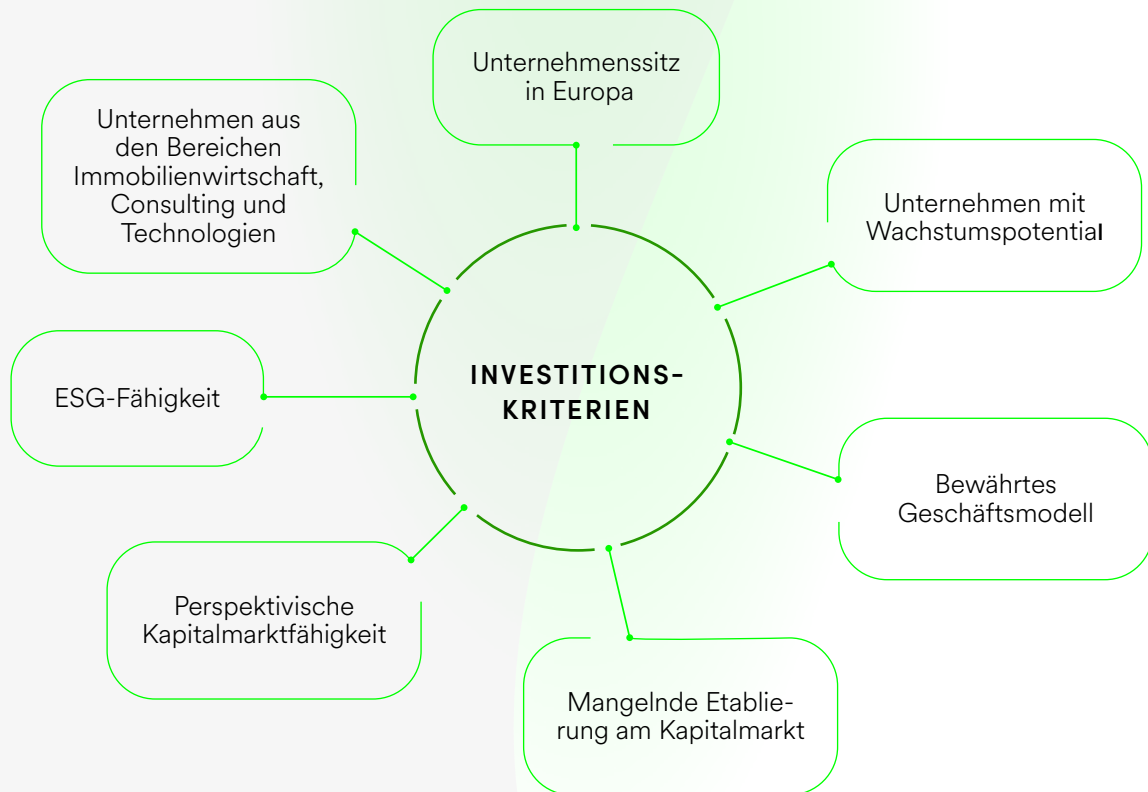 Unternehmenssitz
in Europa
Unternehmen aus
den Bereichen
Immobilienwirtschaft,
Consulting und
Technologien
Unternehmen mit
Wachstumspotential
INVESTITIONS-
KRITERIEN
ESG-Fähigkeit
Bewährtes
Geschäftsmodell
Perspektivische
Kapitalmarktfähigkeit
Mangelnde Etablie-
rung am Kapitalmarkt